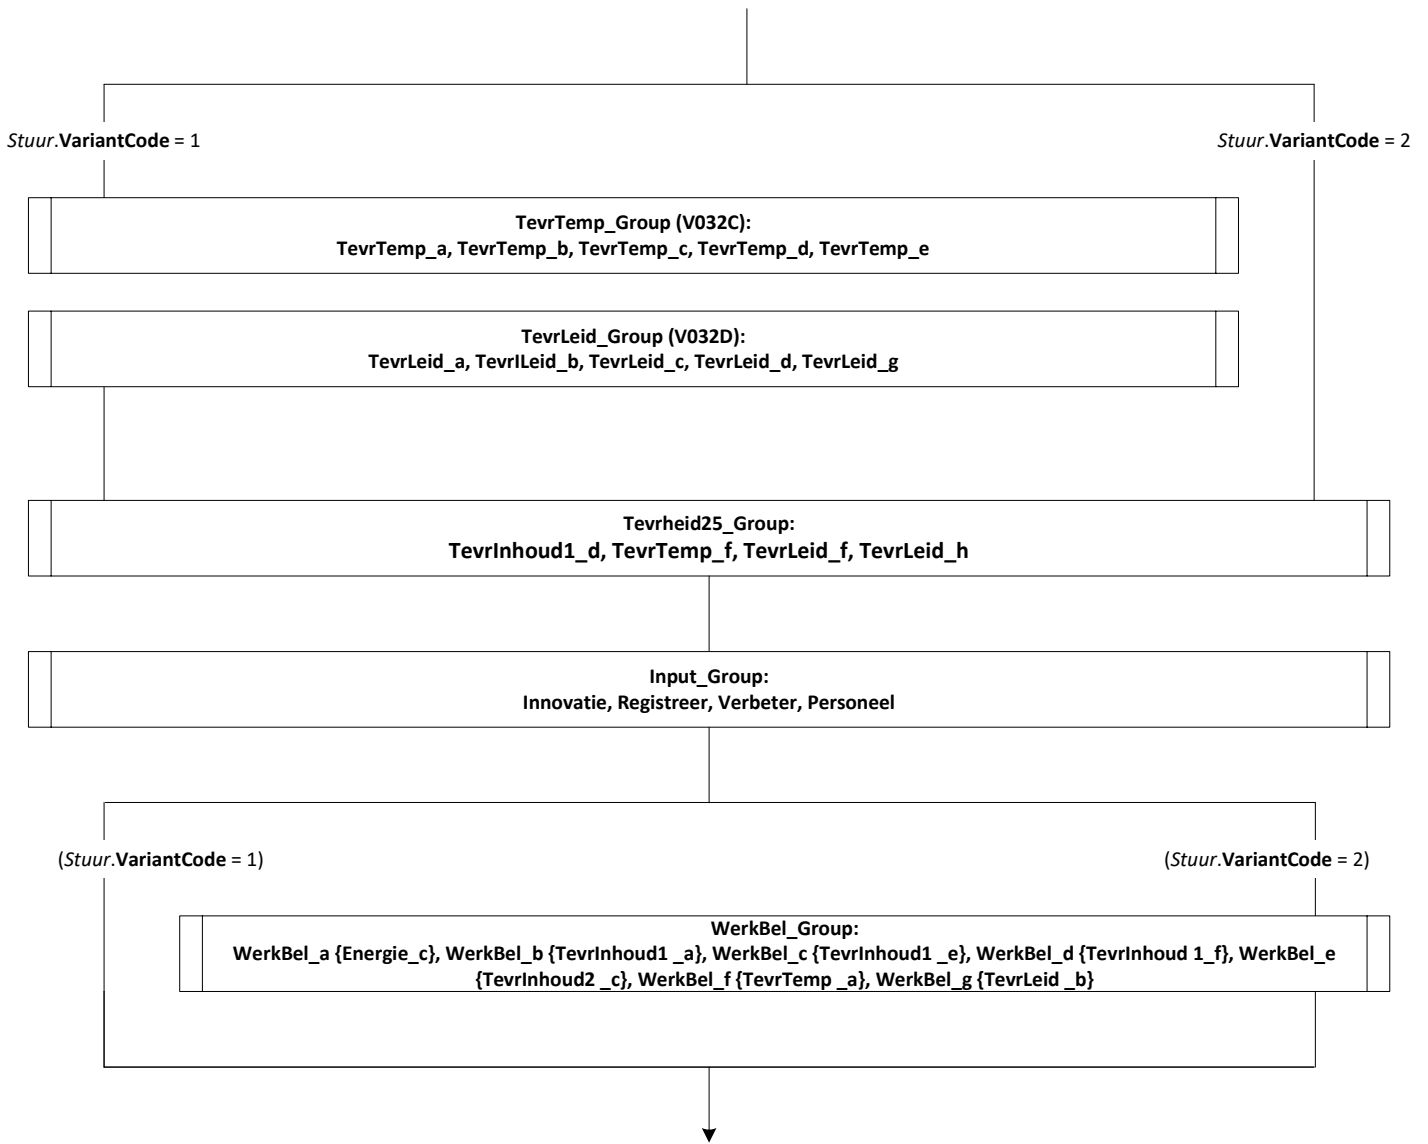 Stuur.VariantCode = 1
Stuur.VariantCode = 2
TevrTemp_Group (V032C):
TevrTemp_a, TevrTemp_b, TevrTemp_c, TevrTemp_d, TevrTemp_e
TevrLeid_Group (V032D):
TevrLeid_a, TevrILeid_b, TevrLeid_c, TevrLeid_d, TevrLeid_g
Tevrheid25_Group:
TevrInhoud1_d, TevrTemp_f, TevrLeid_f, TevrLeid_h
Input_Group:
Innovatie, Registreer, Verbeter, Personeel
(Stuur.VariantCode = 1)
(Stuur.VariantCode = 2)
WerkBel_Group:
WerkBel_a {Energie_c}, WerkBel_b {TevrInhoud1 _a}, WerkBel_c {TevrInhoud1 _e}, WerkBel_d {TevrInhoud 1_f}, WerkBel_e
{TevrInhoud2 _c}, WerkBel_f {TevrTemp _a}, WerkBel_g {TevrLeid _b}